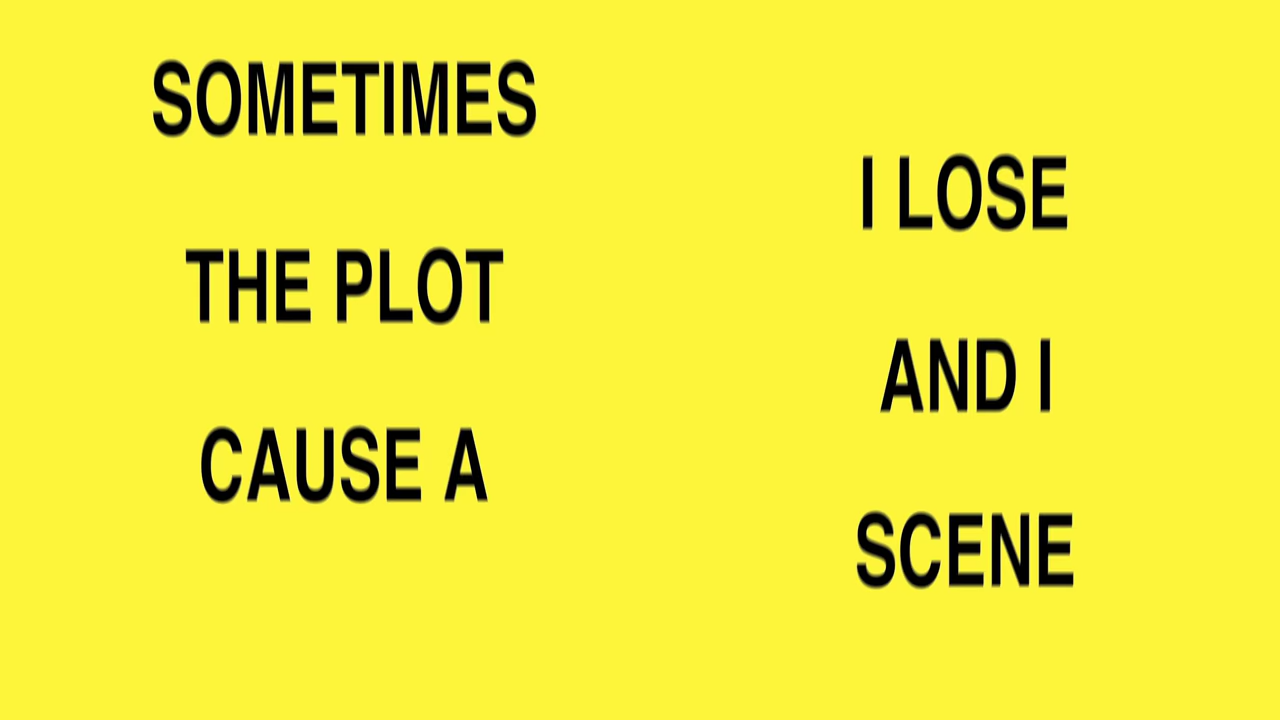 SOMETIMES
I LOSE
THE PLOT
AND I
CAUSE A
SCENE